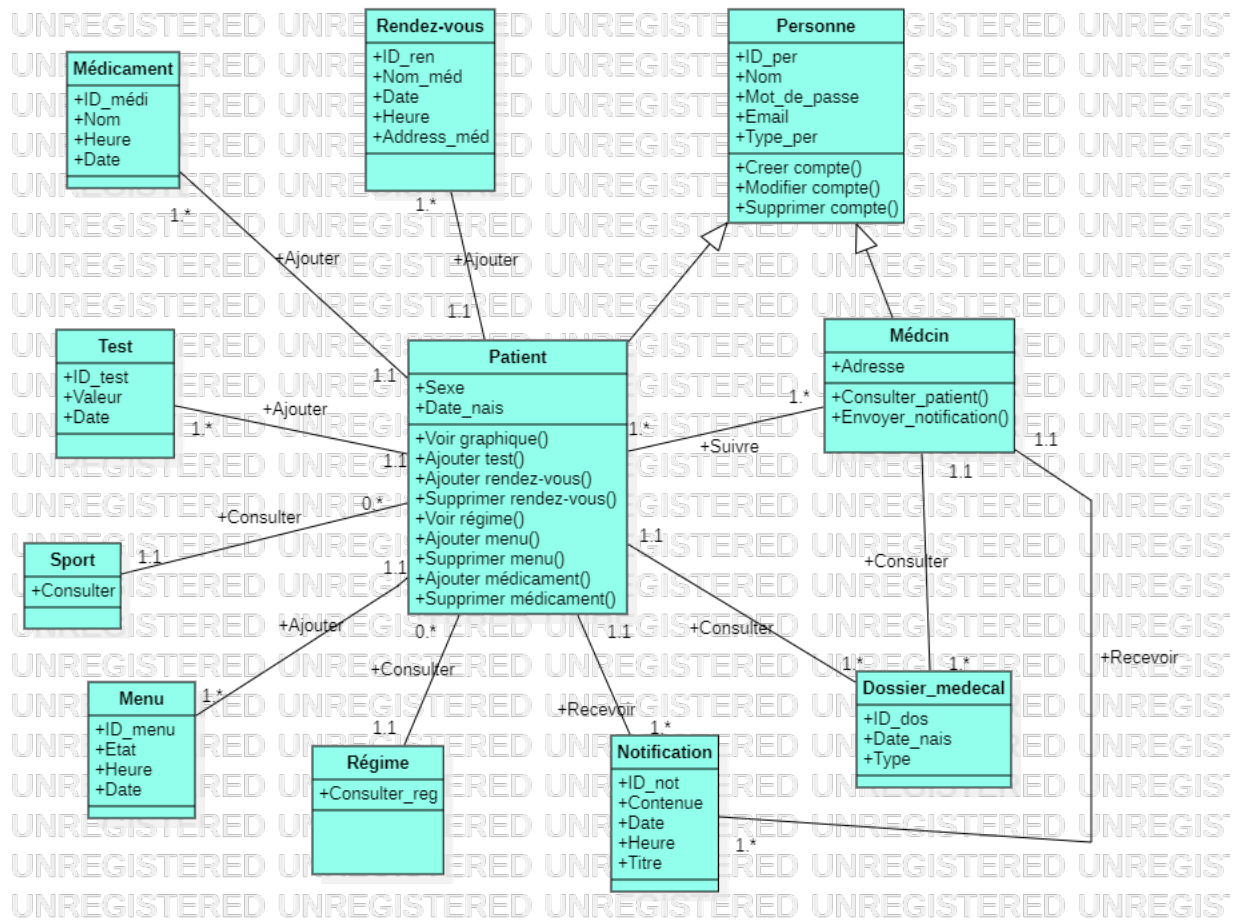 Médicament
+ID_médi
+Nom
+Heure
+Date
Rendez-vous
+ID_ren
+Nom_méd
+Date
+Heure
+Address_méd
Personne
+ID_per
+Nom
+Mot_de_passe
+Email
+Type_per
+Creer compte()
+Modifier compte()
+Supprimer compte()
1.*
+Ajouter
1.1
1.*
+Ajouter
1.1
Test
+ID_test
+Valeur
+Date
1.*
+Ajouter
1.1
Patient
+Sexe
+Date_nais
+Voir graphique()
+Ajouter test()
+Ajouter rendez-vous()
+Supprimer rendez-vous()
+Voir régime()
+Ajouter menu()
+Supprimer menu()
+Ajouter médicament()
+Supprimer médicament()
Médcin
+Adresse
+Consulter_patient()
+Envoyer_notification()
1.*
+Suivre
1.*
Sport
+Consulter
1.1
+Consulter
0.*
Menu
+ID_menu
+Etat
+Heure
+Date
1.*
+Ajouter
1.1
Régime
+Consulter_reg
1.1
+Consulter
0.*
Notification
+ID_not
+Contenue
+Date
+Heure
+Titre
1.1
+Recevoir
1.*
Dossier_medecal
+ID_dos
+Date_nais
+Type
1.1
+Consulter
1.*
1.1
+Consulter
1.*
1.1
+Recevoir
1.*
UNREGISTERED UNREGISTERED UNREGISTERED UNREGISTERED UNREGIS